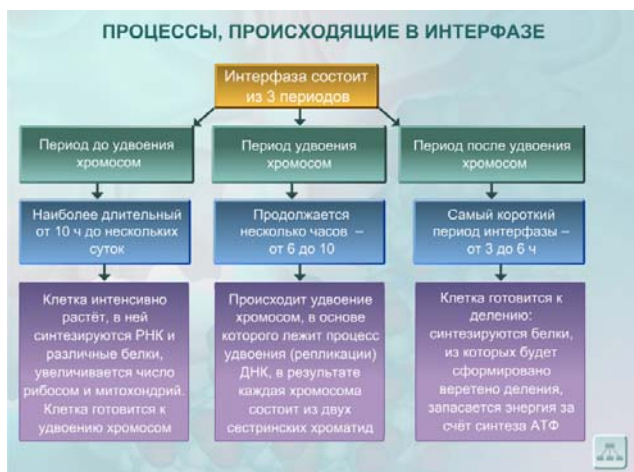 ПРОЦЕССЫ, ПРОИСХОДЯЩИЕ В ИНТЕРФАЗЕ
Интерфаза состоит
из 3 периодов
Период до удвоения
хромосом
Период удвоения
хромосом
Период после удвоения
хромосом
Наиболее длительный
от 10 ч до нескольких
суток
Продолжается
несколько часов –
от 6 до 10
Самый короткий
период интерфазы –
от 3 до 6 ч
Клетка интенсивно
растёт, в ней
синтезируются РНК и
различные белки,
увеличивается число
рибосом и митохондрий.
Клетка готовится к
удвоению хромосом
Происходит удвоение
хромосом, в основе
которого лежит процесс
удвоения (репликации)
ДНК, в результате
каждая хромосома
состоит из двух
сестринских хроматид
Клетка готовится к
делению:
синтезируются белки,
из которых будет
сформировано
веретено деления,
запасается энергия за
счёт синтеза АТФ